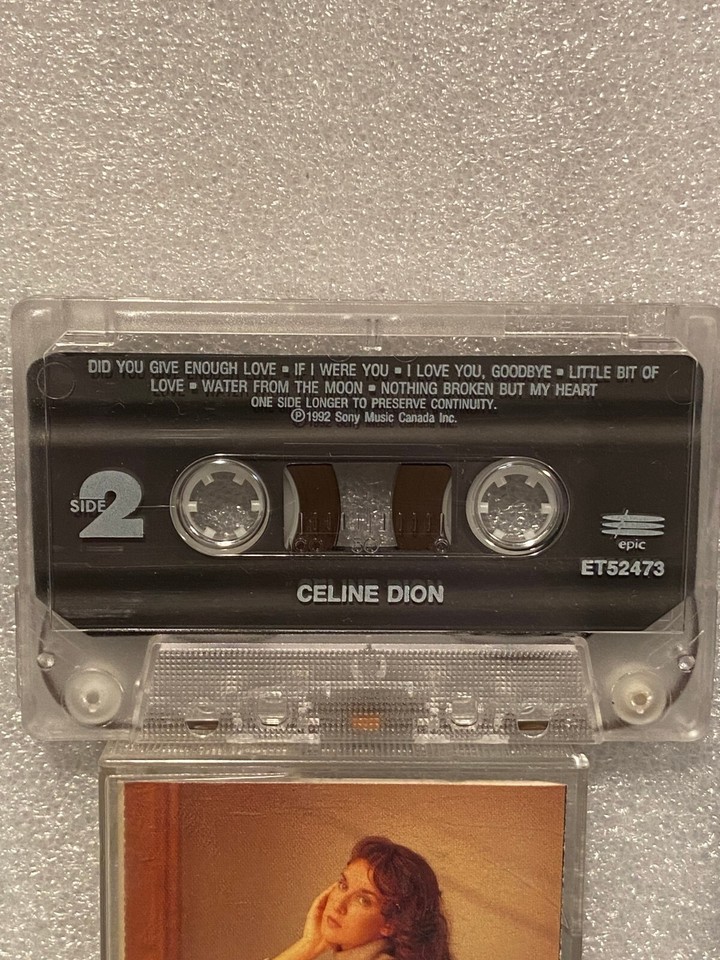 DID YOU GIVE ENOUGH LOVE ▪ IF I WERE YOU ▪ I LOVE YOU, GOODBYE ▪ LITTLE BIT OF
LOVE ▪ WATER FROM THE MOON ▪ NOTHING BROKEN BUT MY HEART
ONE SIDE LONGER TO PRESERVE CONTINUITY.
℗1992 Sony Music Canada Inc.
SIDE 2
epic
ET52473
CELINE DION